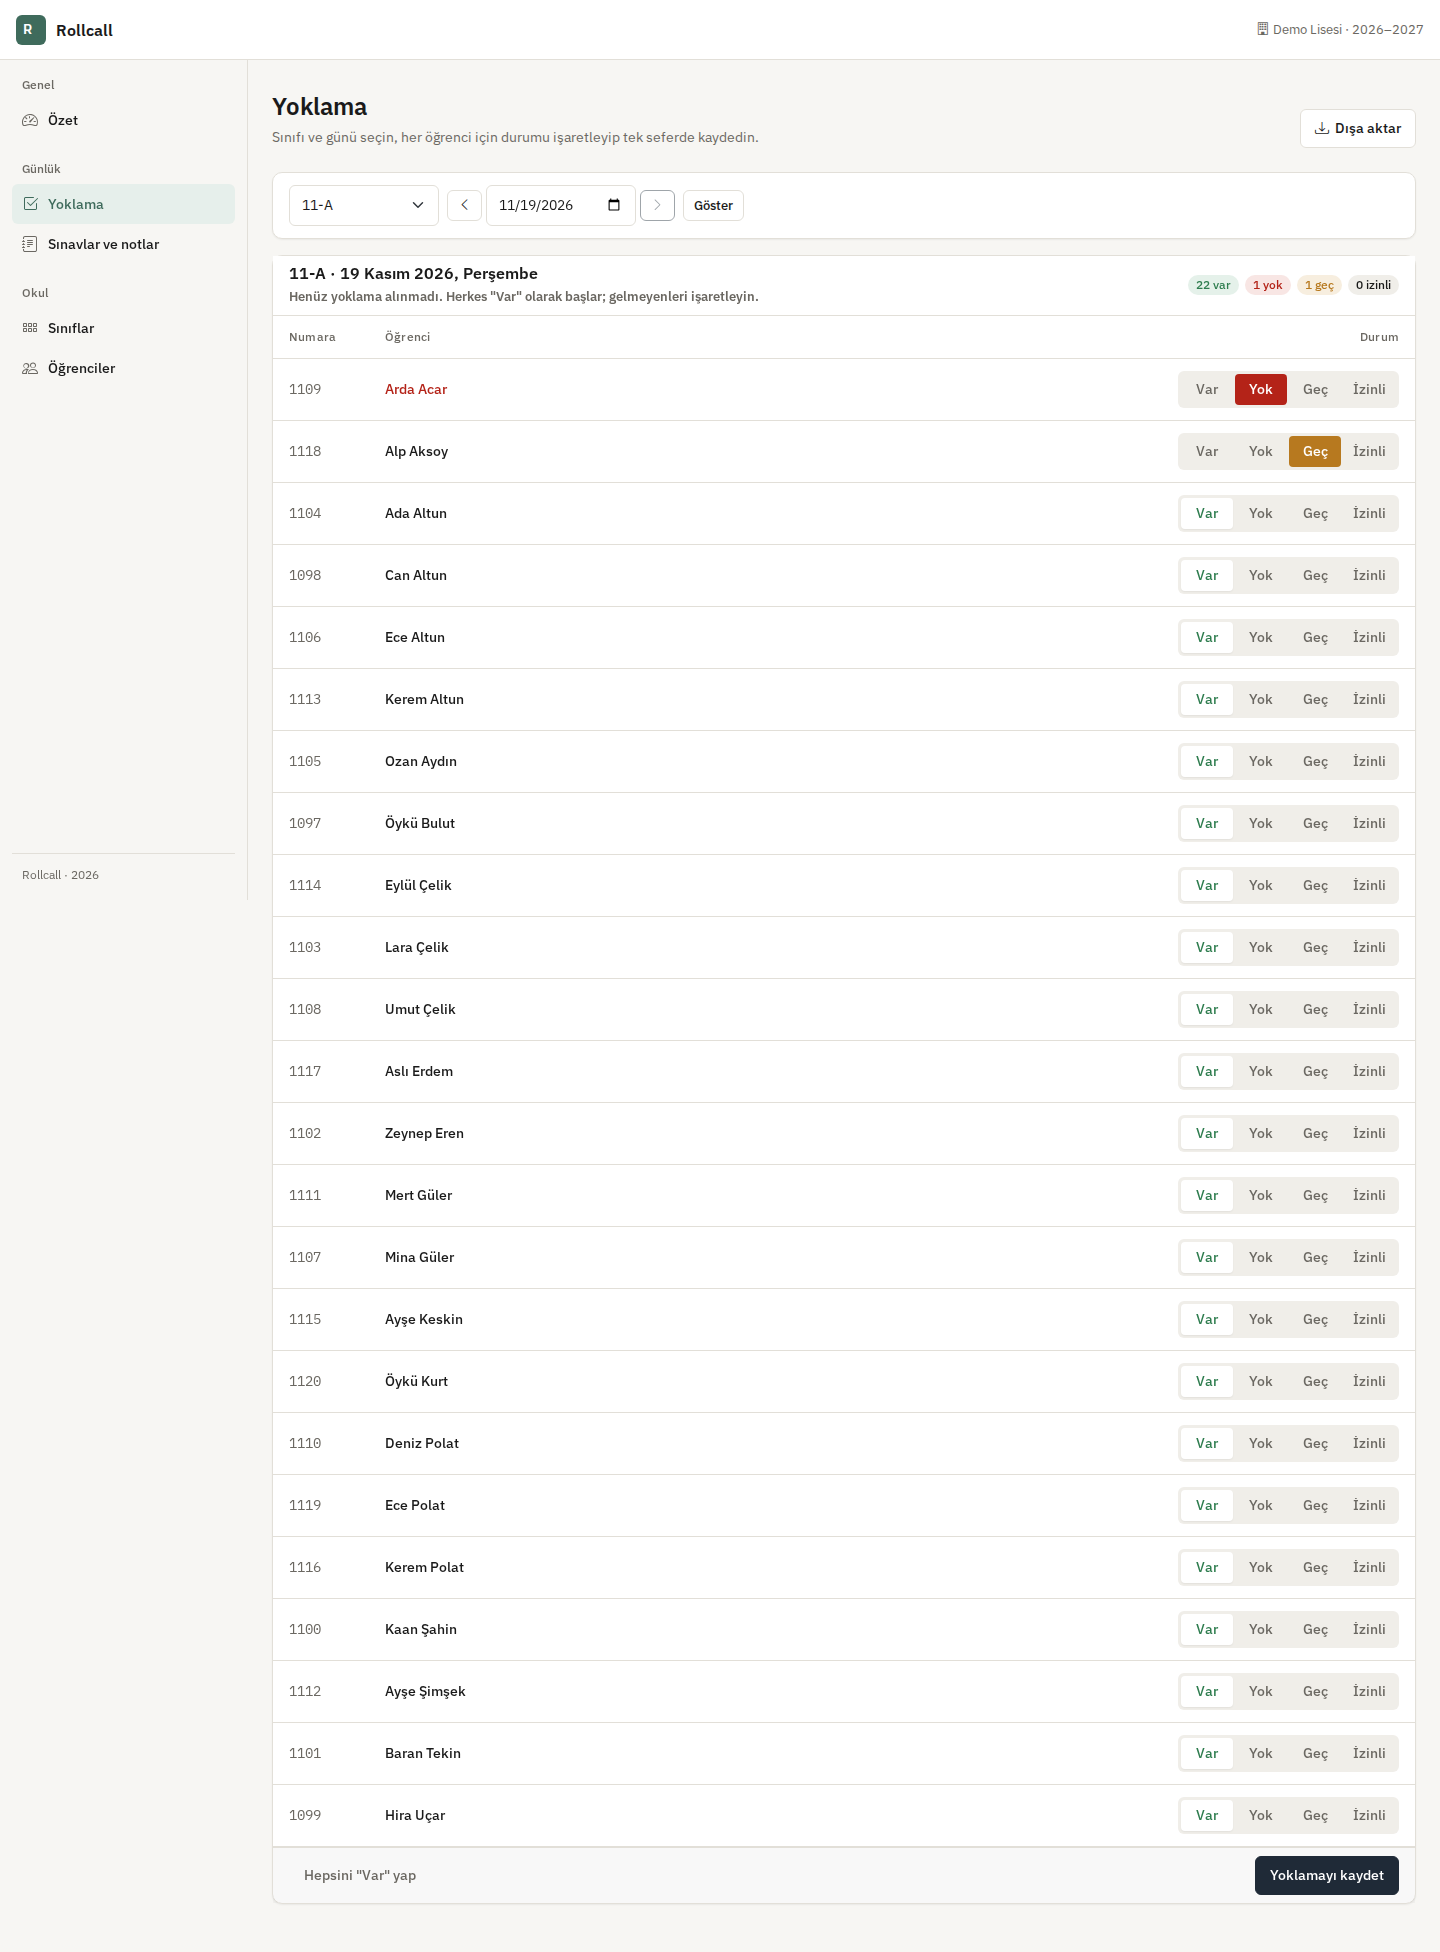 R Rollcall
Demo Lisesi · 2026–2027
Genel
Özet
Günlük
Yoklama
Sınavlar ve notlar
Okul
Sınıflar
Öğrenciler
Rollcall · 2026
Yoklama
Sınıfı ve günü seçin, her öğrenci için durumu işaretleyip tek seferde kaydedin.
Dışa aktar
11-A 11/19/2026 Göster
11-A · 19 Kasım 2026, Perşembe
Henüz yoklama alınmadı. Herkes "Var" olarak başlar; gelmeyenleri işaretleyin.
22 var 1 yok 1 geç 0 izinli
Numara Öğrenci Durum
1109 Arda Acar Var Yok Geç İzinli
1118 Alp Aksoy Var Yok Geç İzinli
1104 Ada Altun Var Yok Geç İzinli
1098 Can Altun Var Yok Geç İzinli
1106 Ece Altun Var Yok Geç İzinli
1113 Kerem Altun Var Yok Geç İzinli
1105 Ozan Aydın Var Yok Geç İzinli
1097 Öykü Bulut Var Yok Geç İzinli
1114 Eylül Çelik Var Yok Geç İzinli
1103 Lara Çelik Var Yok Geç İzinli
1108 Umut Çelik Var Yok Geç İzinli
1117 Aslı Erdem Var Yok Geç İzinli
1102 Zeynep Eren Var Yok Geç İzinli
1111 Mert Güler Var Yok Geç İzinli
1107 Mina Güler Var Yok Geç İzinli
1115 Ayşe Keskin Var Yok Geç İzinli
1120 Öykü Kurt Var Yok Geç İzinli
1110 Deniz Polat Var Yok Geç İzinli
1119 Ece Polat Var Yok Geç İzinli
1116 Kerem Polat Var Yok Geç İzinli
1100 Kaan Şahin Var Yok Geç İzinli
1112 Ayşe Şimşek Var Yok Geç İzinli
1101 Baran Tekin Var Yok Geç İzinli
1099 Hira Uçar Var Yok Geç İzinli
Hepsini "Var" yap
Yoklamayı kaydet